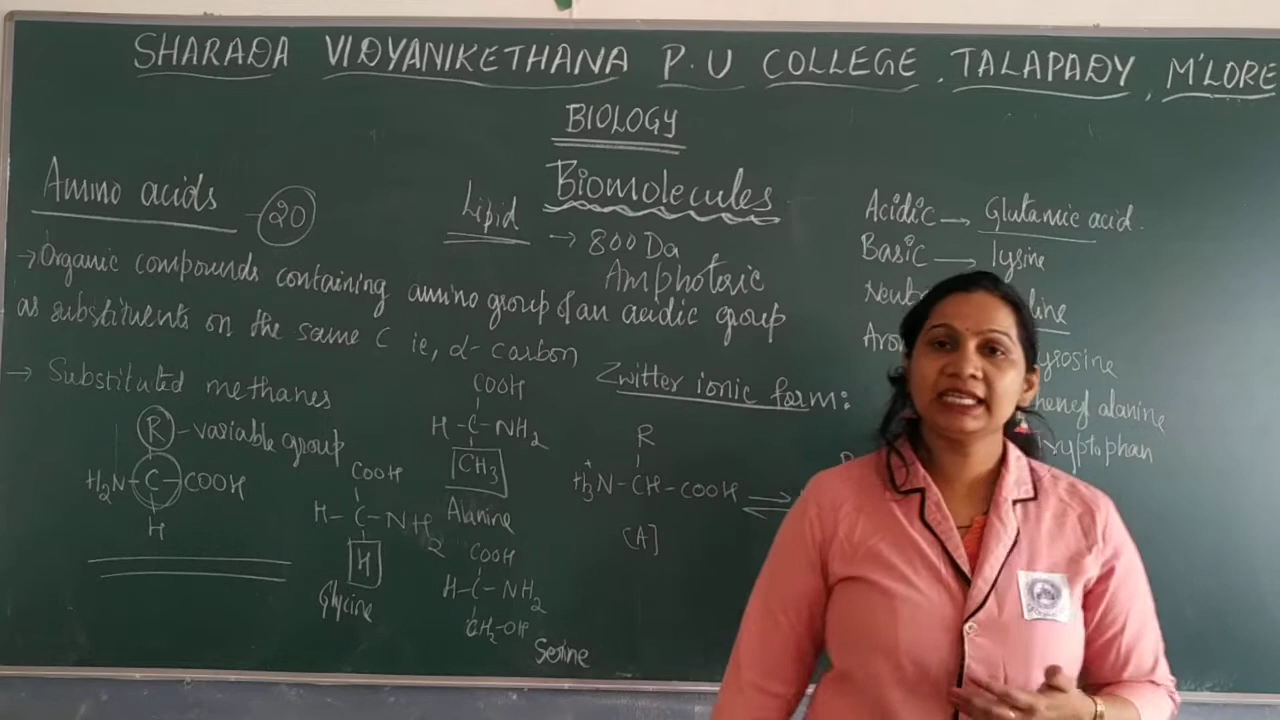 SHARADA VIDYANIKETHANA P.U COLLEGE, TALAPADY, M'LORE
BIOLOGY
Biomolecules
Amino acids - 20
→ Organic compounds containing amino group & an acidic group
as substituents on the same C ie, α- carbon
→ Substituted methanes
R - variable group
H2N-C-COOH
H
COOH
H-C-NH2
H
Glycine
Lipid → 800 Da
Amphoteric
COOH
H-C-NH2
CH3
Alanine
COOH
H-C-NH2
CH2-OH
Serine
Zwitter ionic form:
R
H3N+-CH-COOH ⇌
[A]
Acidic → Glutamic acid.
Basic → lysine